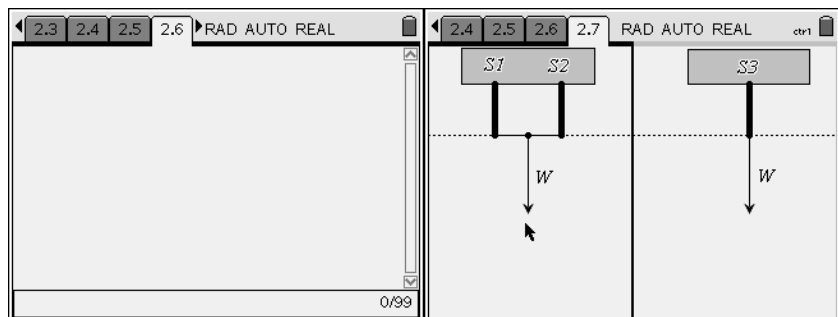 2.3 2.4 2.5 2.6 RAD AUTO REAL
0/99
2.4 2.5 2.6 2.7 RAD AUTO REAL ctrl
S1 S2 S3
W W